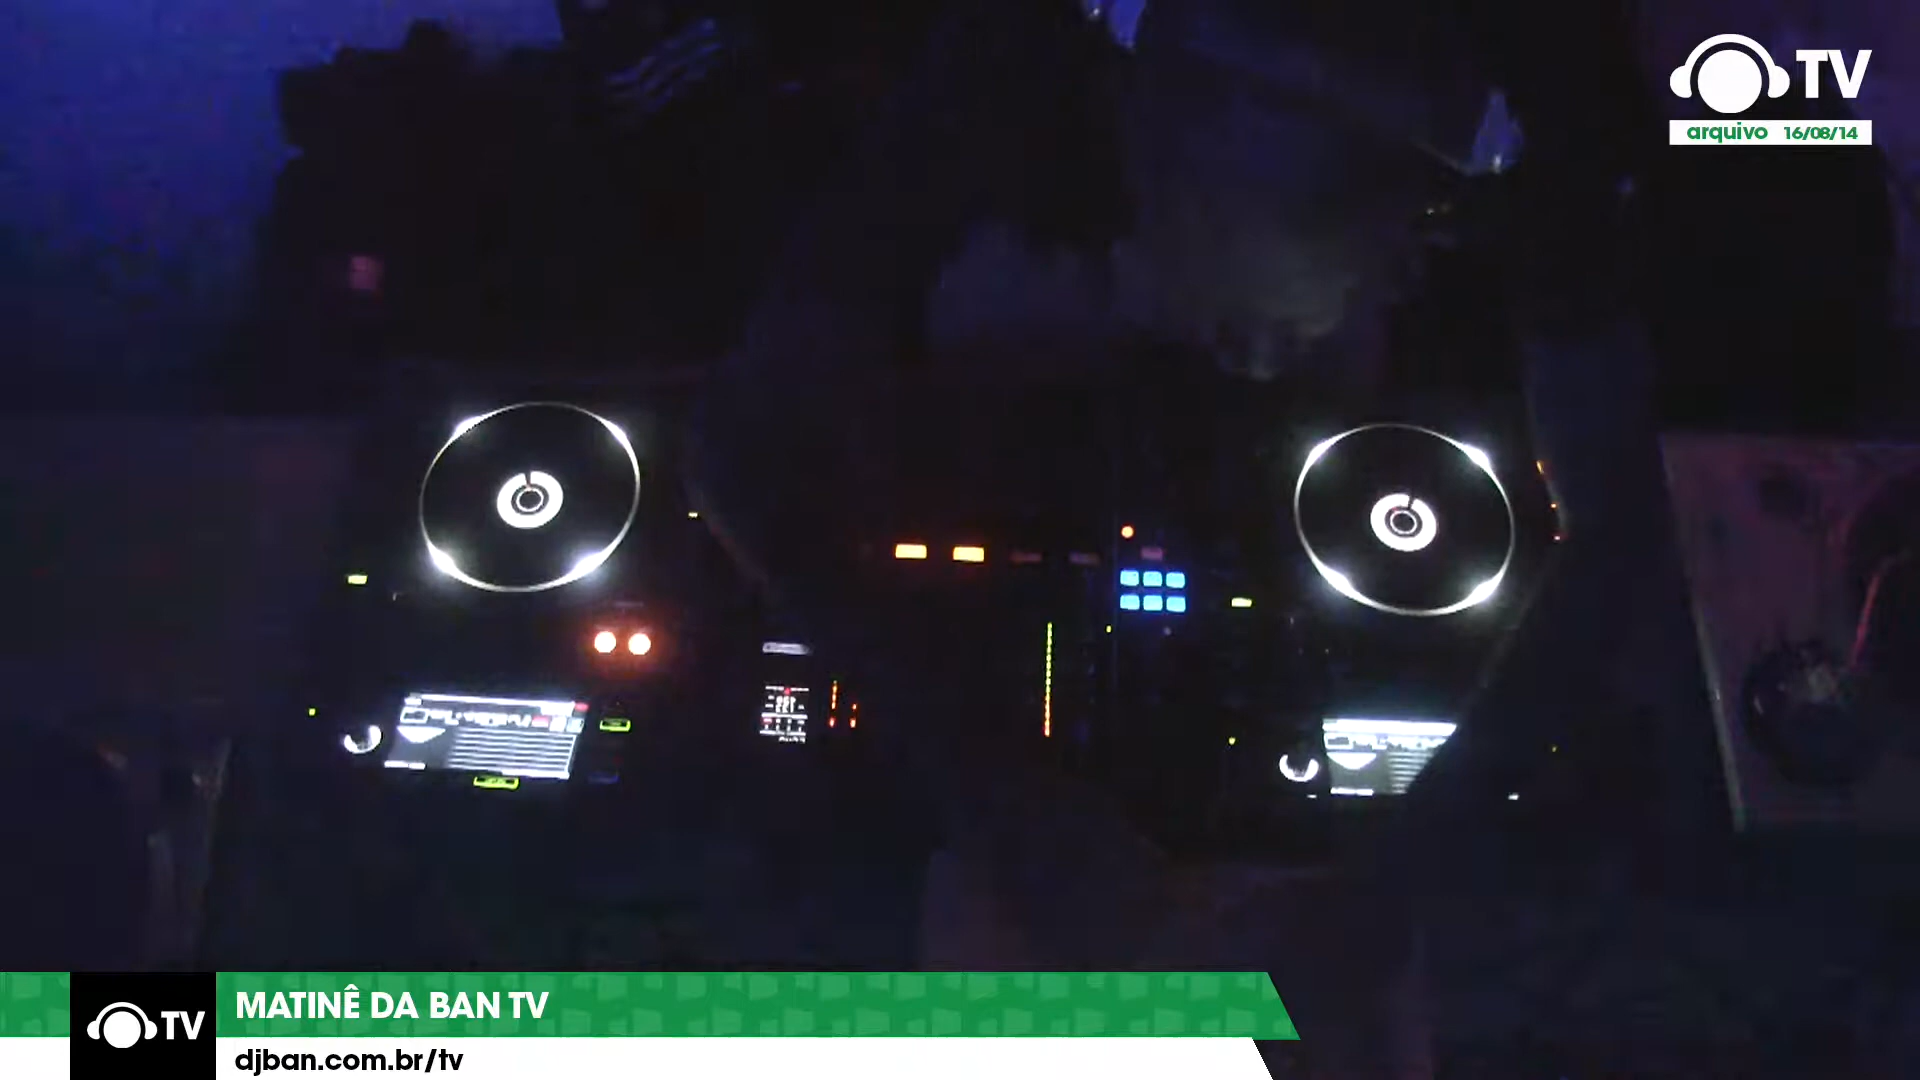 TV
arquivo 16/08/14
MATINÊ DA BAN TV
TV
djban.com.br/tv